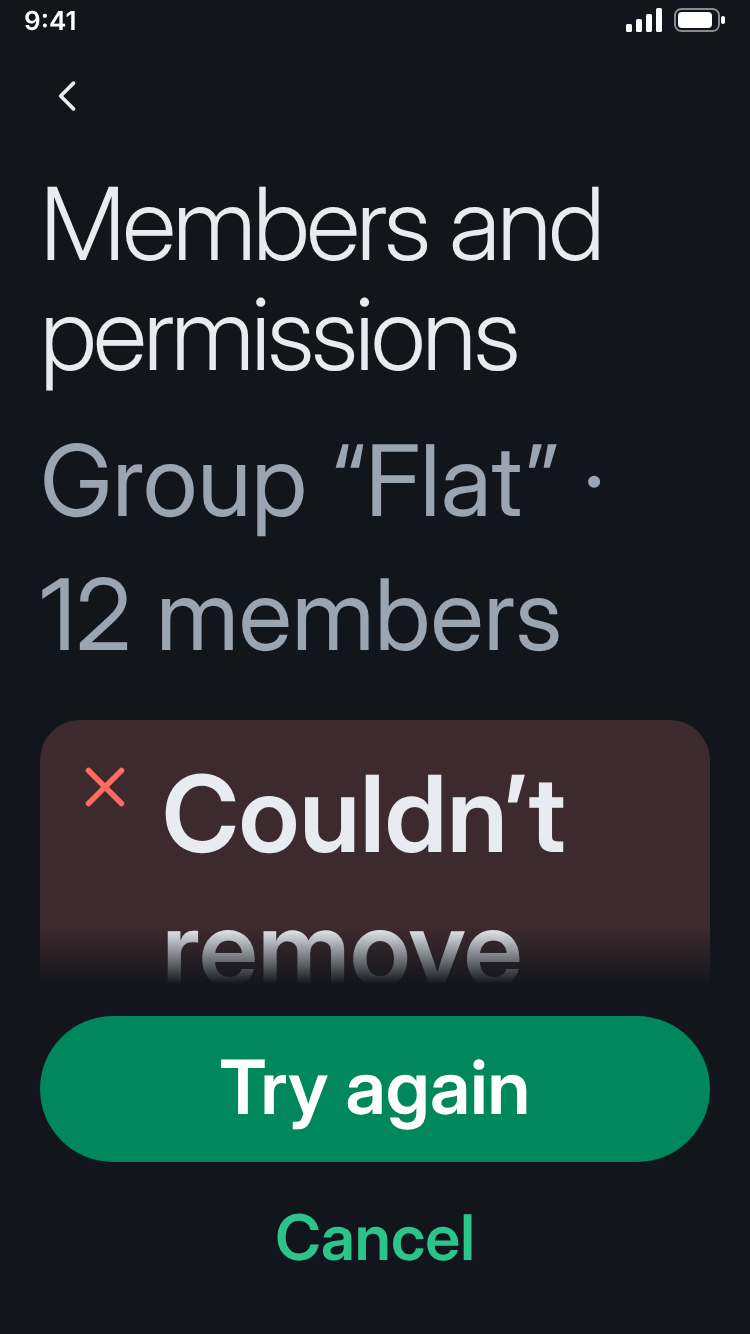 9:41
Members and
permissions
Group “Flat” ·
12 members
Couldn’t
remove
Try again
Cancel